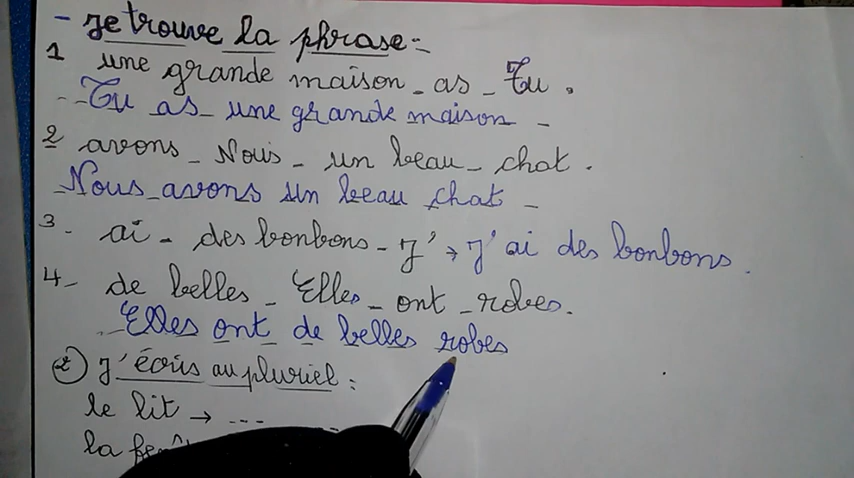 - Je trouve la phrase :-
1 une grande maison - as - Tu .
- - Tu as une grande maison -
2 avons - Nous - un beau - chat .
- Nous avons un beau chat -
3 - ai - des bonbons - J' → J'ai des bonbons .
4 - de belles - Elles - ont - robes .
- Elles ont de belles robes
2) J'écris au pluriel :
le lit → - - -
la